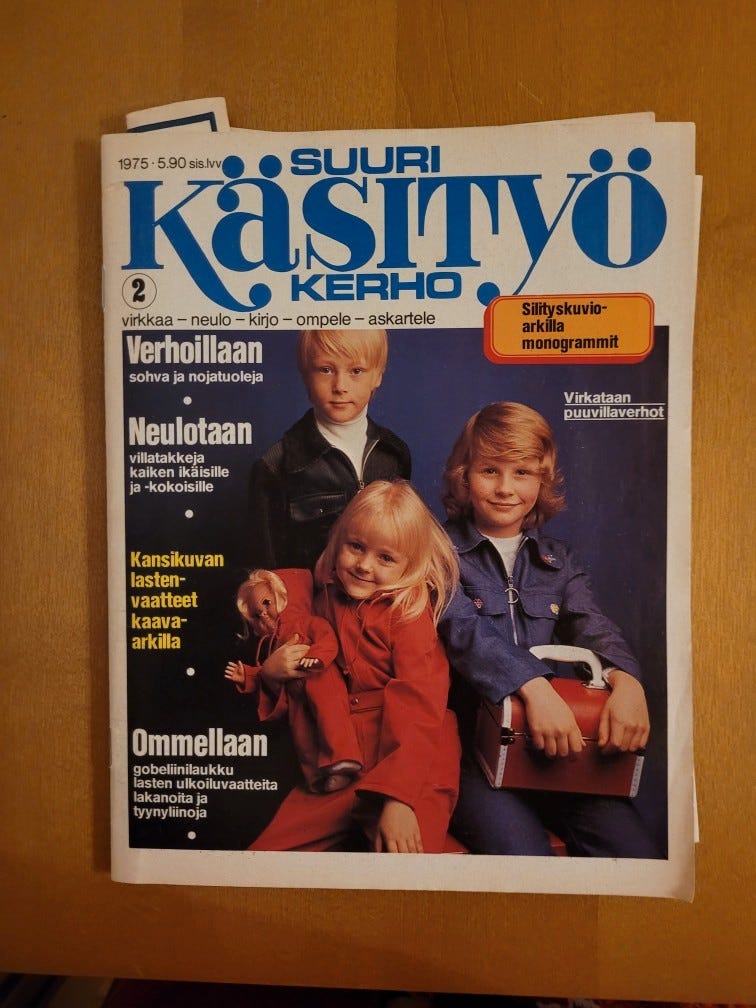 1975 · 5.90 sis.lvv
SUURI
KÄSITYÖ
KERHO
2
virkkaa – neulo – kirjo – ompele – askartele
Silityskuvio-
arkilla
monogrammit
Verhoillaan
sohva ja nojatuoleja
Virkataan
puuvillaverhot
Neulotaan
villatakkeja
kaiken ikäisille
ja -kokoisille
Kansikuvan
lasten-
vaatteet
kaava-
arkilla
Ommellaan
gobeliinilaukku
lasten ulkoiluvaatteita
lakanoita ja
tyynyliinoja